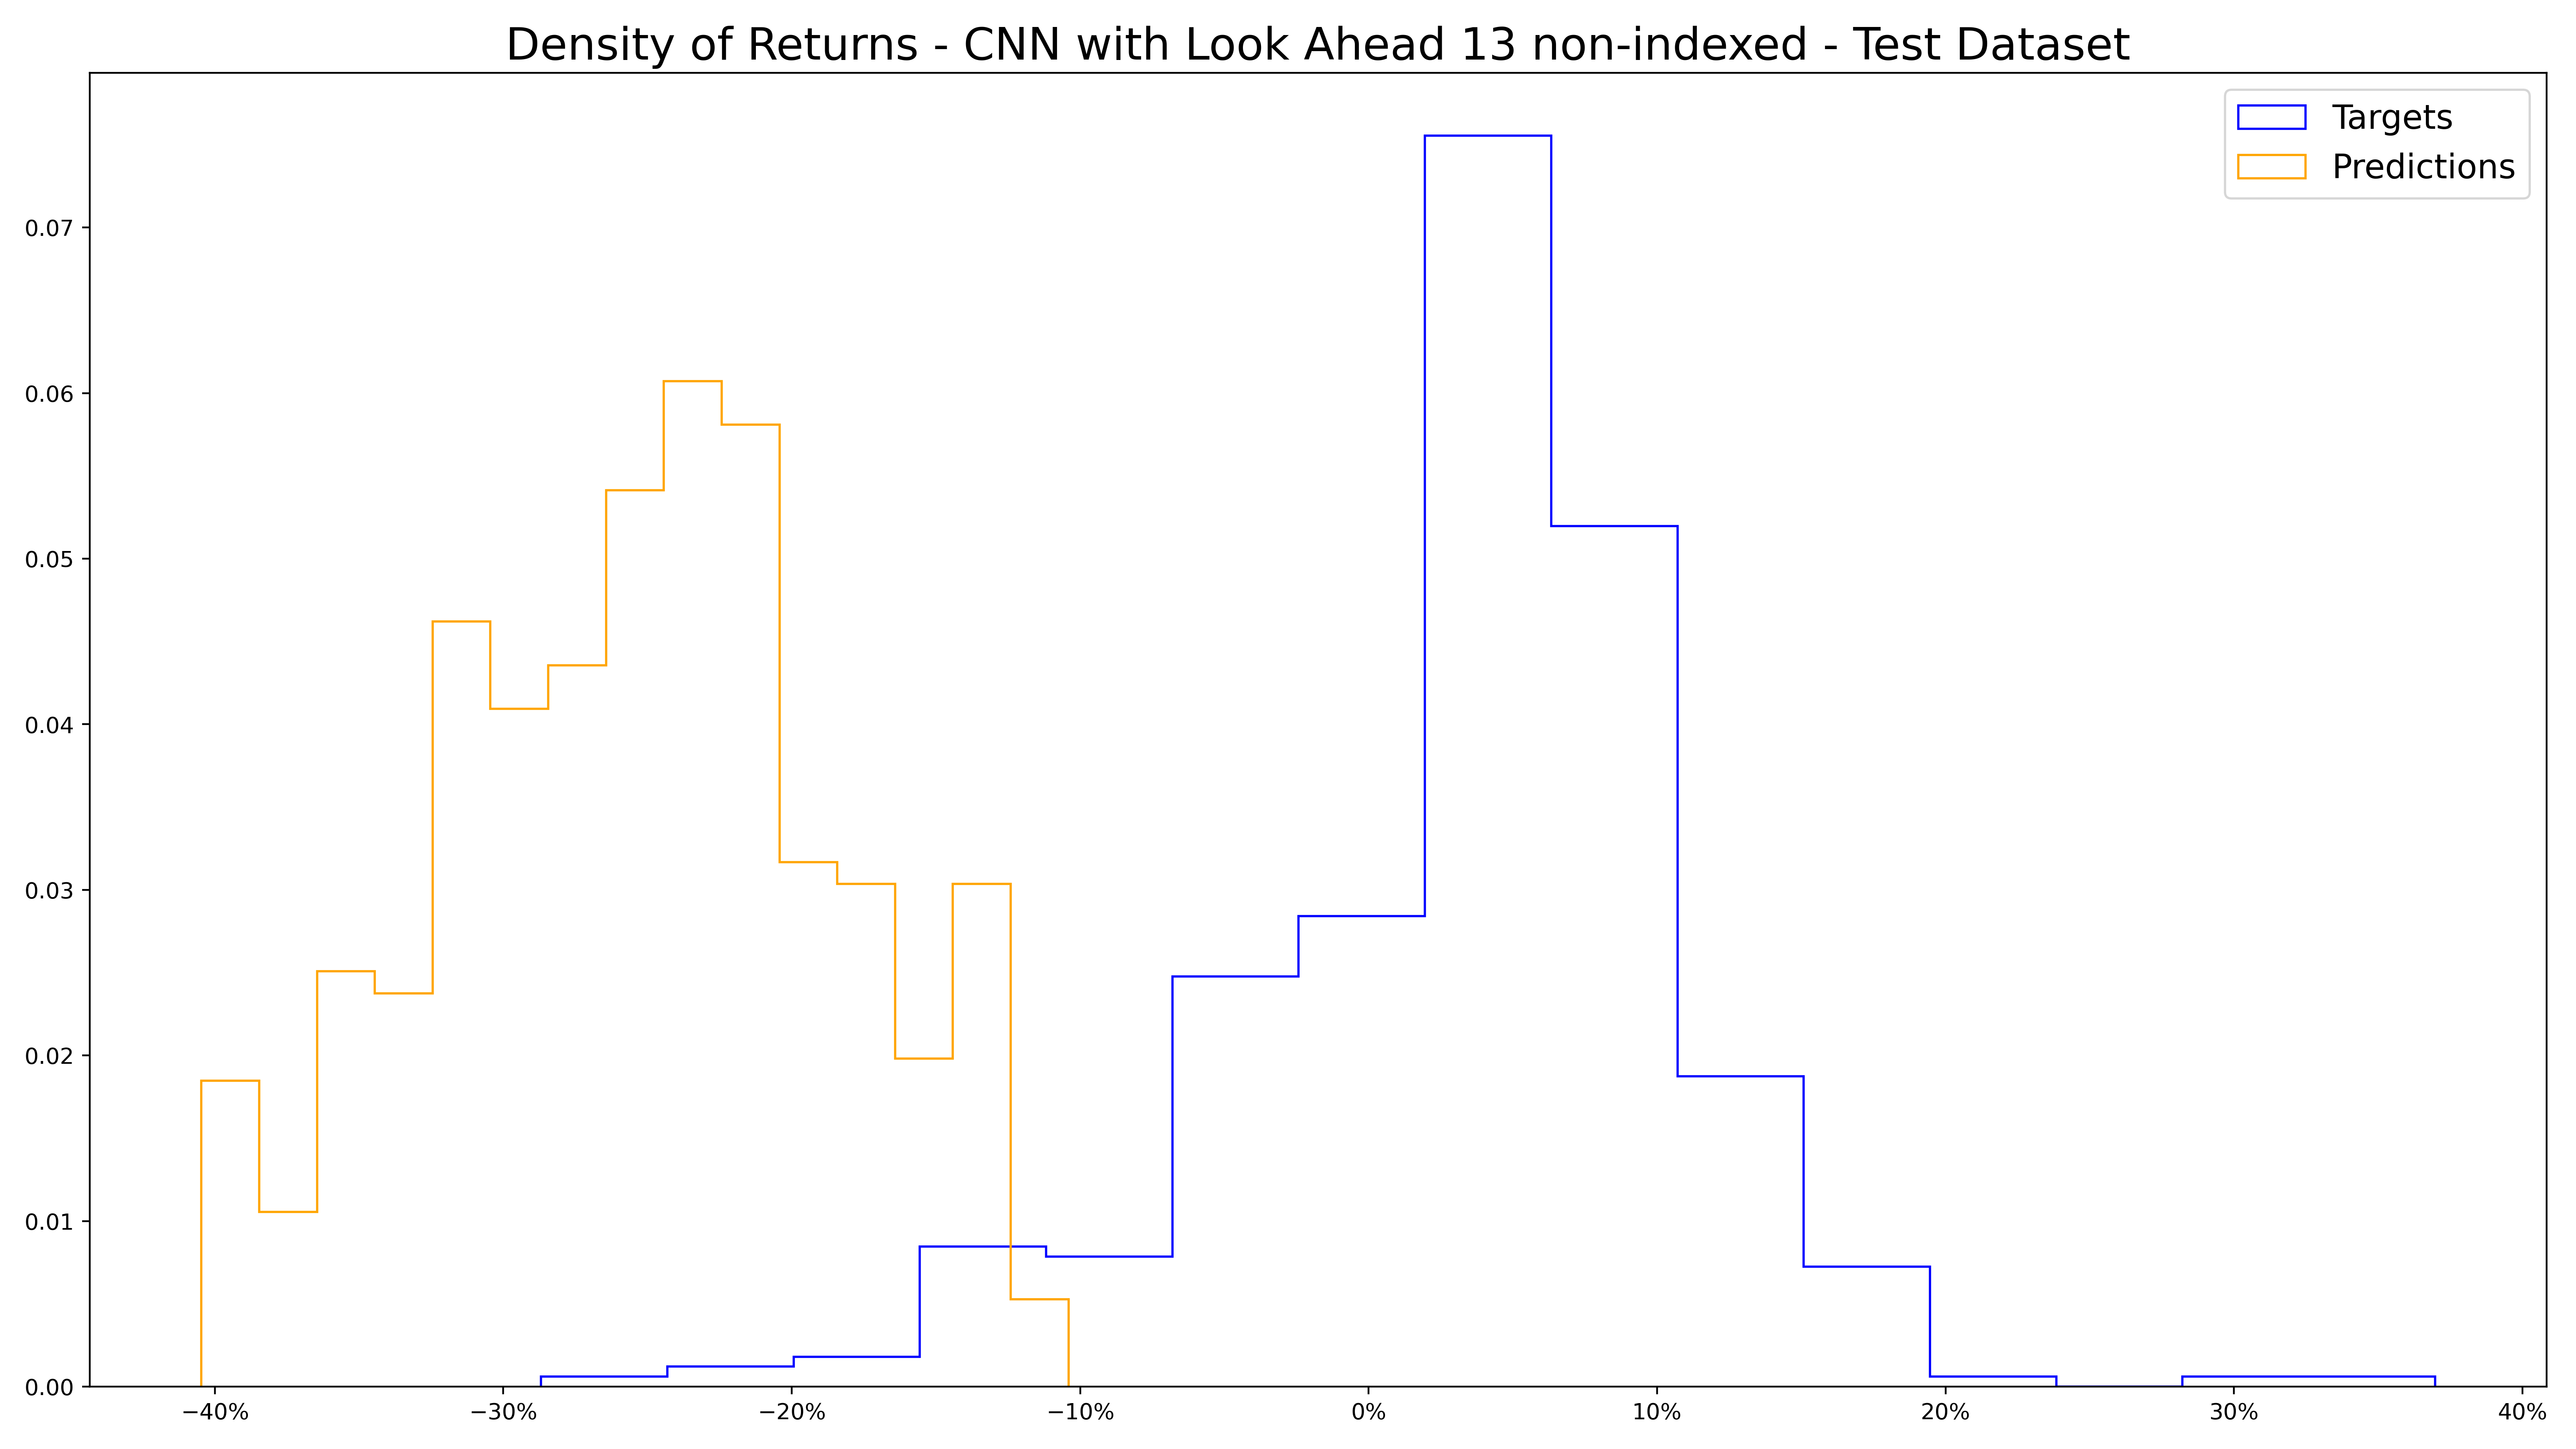 Density of Returns - CNN with Look Ahead 13 non-indexed - Test Dataset
Targets
Predictions
0.07
0.06
0.05
0.04
0.03
0.02
0.01
0.00
−40% −30% −20% −10% 0% 10% 20% 30% 40%